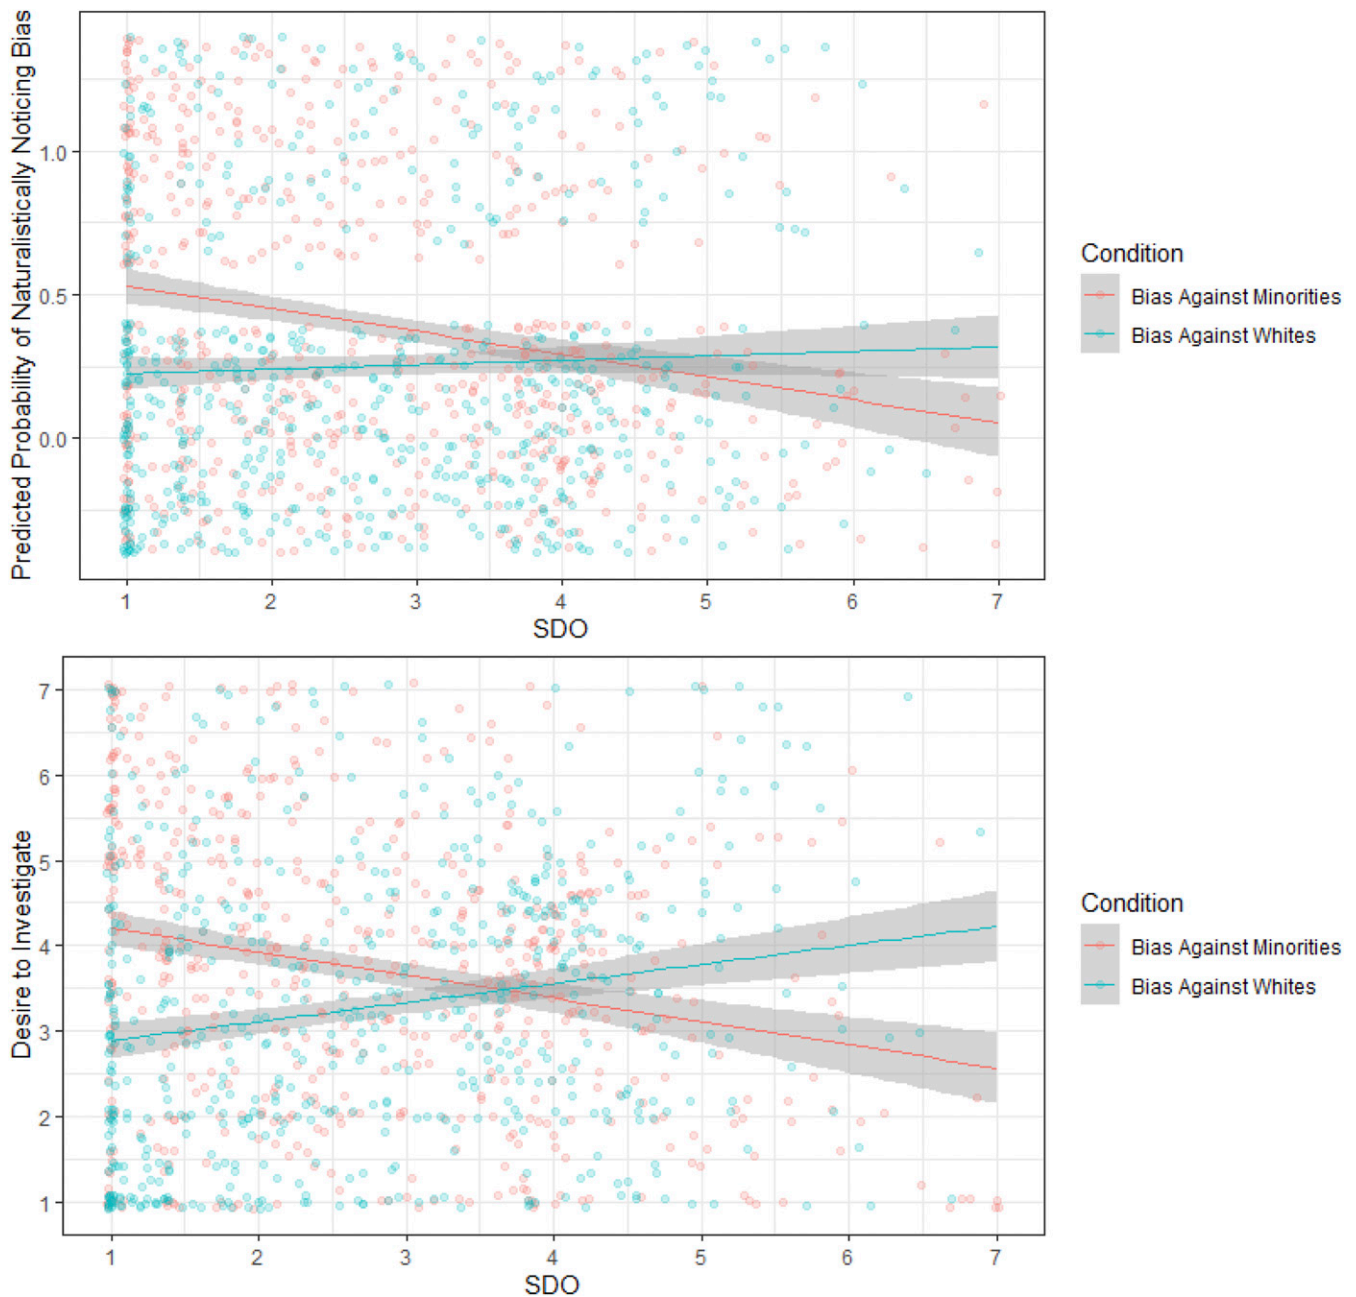 Predicted Probability of Naturalistically Noticing Bias
1.0
0.5
0.0
1 2 3 4 5 6 7
SDO
Condition
Bias Against Minorities
Bias Against Whites
Desire to Investigate
7
6
5
4
3
2
1
1 2 3 4 5 6 7
SDO
Condition
Bias Against Minorities
Bias Against Whites